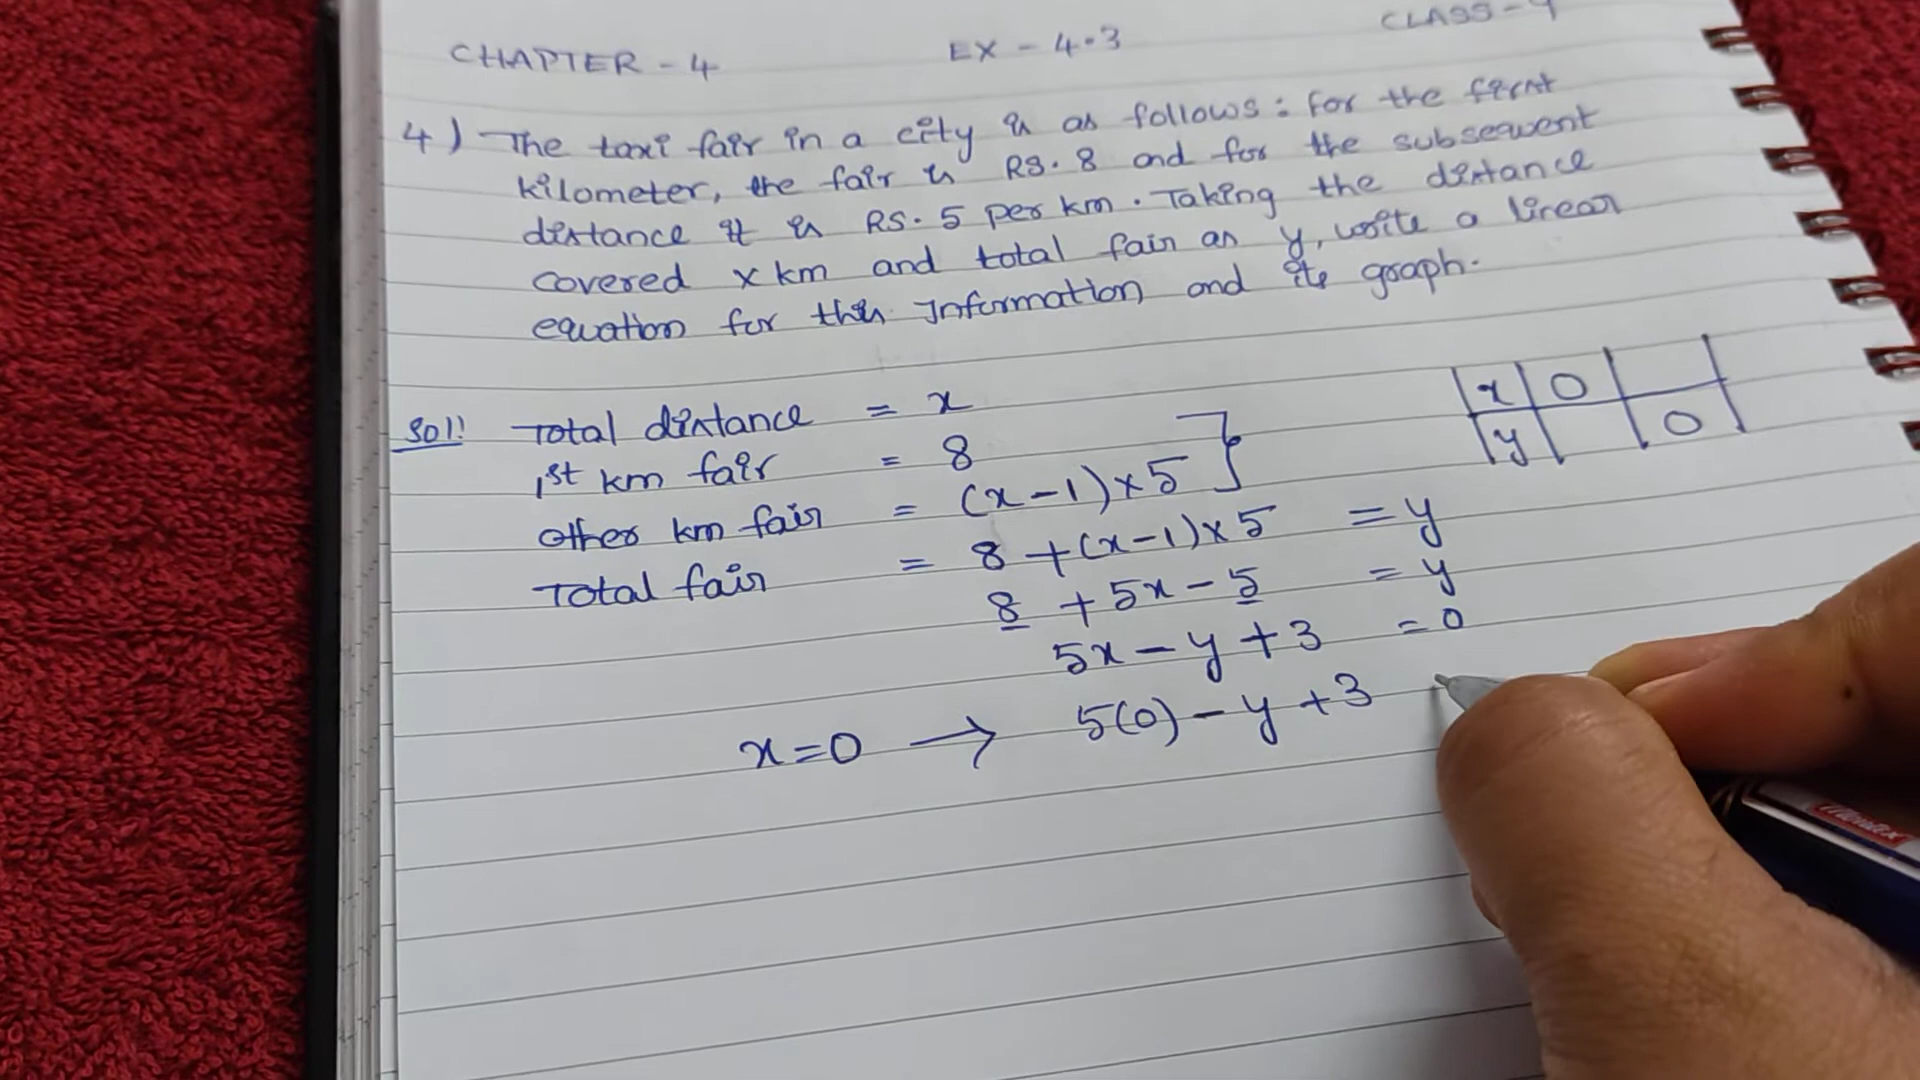 CHAPTER - 4 EX - 4.3 CLASS - 9
4) The taxi fair in a city is as follows: for the first
kilometer, the fair is RS. 8 and for the subsequent
distance it is RS. 5 per km. Taking the distance
covered x km and total fair as y, write a linear
equation for this Information and its graph.
Sol: Total distance = x
1st km fair = 8
other km fair = (x-1)×5
Total fair = 8 + (x-1)×5 = y
8 + 5x - 5 = y
5x - y + 3 = 0
x=0 → 5(0) - y + 3
x 0
y 0